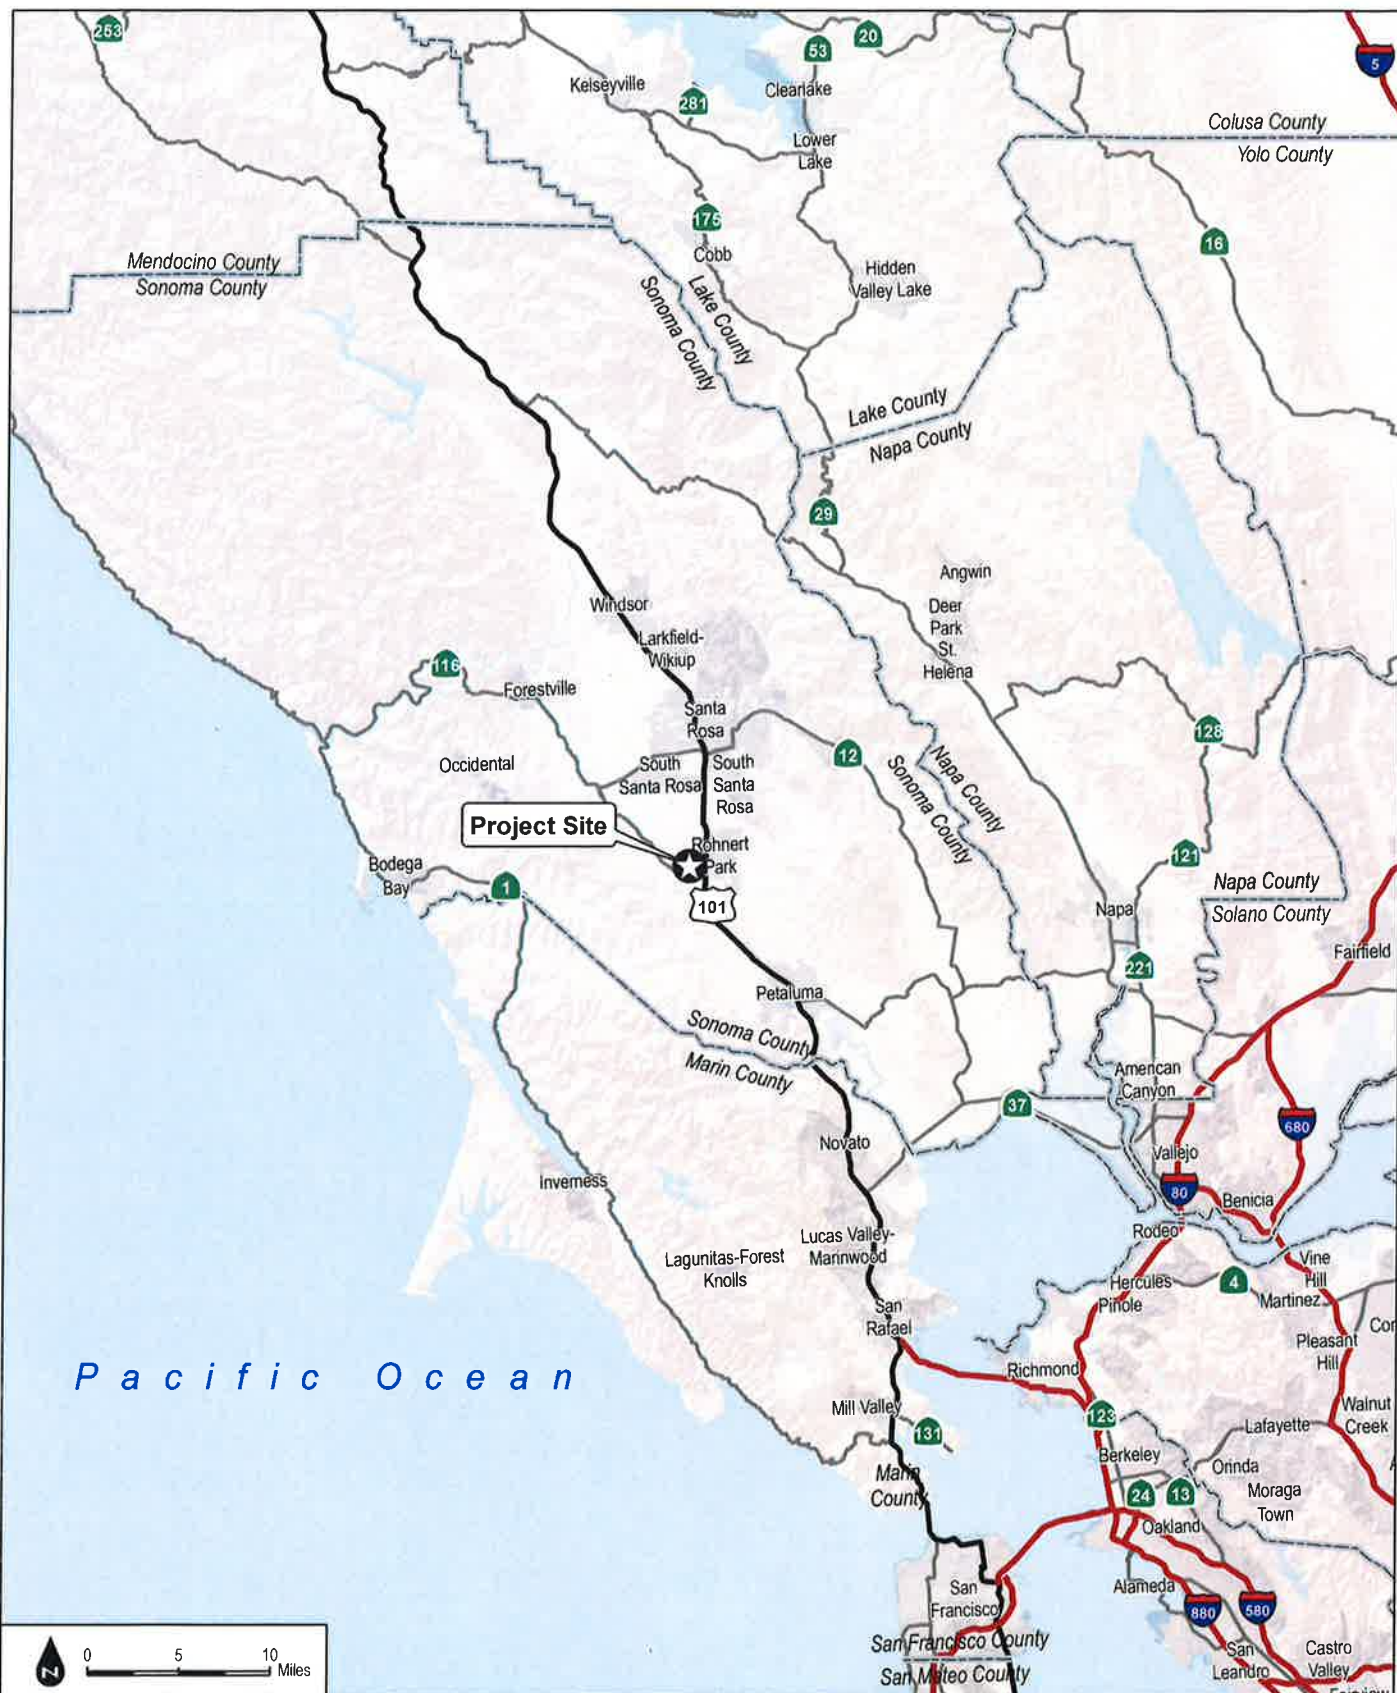 253
53
20
5
Kelseyville
281
Clearlake
Lower
Lake
Colusa County
Yolo County
175
Cobb
16
Mendocino County
Sonoma County
Hidden
Valley Lake
Lake County
Sonoma County
Lake County
Napa County
29
Angwin
Deer
Park
St.
Helena
Windsor
Larkfield-
Wikiup
116
Forestville
Santa
Rosa
128
Occidental
South
Santa Rosa
South
Santa
Rosa
12
Napa County
Sonoma County
Project Site
Rohnert
Park
121
Bodega
Bay
1
101
Napa County
Solano County
Napa
Fairfield
221
Petaluma
Sonoma County
Marin County
American
Canyon
37
680
Novato
Vallejo
Inverness
80
Benicia
Rodeo
Lucas Valley-
Marinwood
Lagunitas-Forest
Knolls
Vine
Hill
Hercules
4
Pinole
Martinez
San
Rafael
Pleasant
Hill
Cor
Pacific Ocean
Richmond
Mill Valley
131
123
Walnut
Creek
Lafayette
Berkeley
Orinda
Marin
County
24
13
Moraga
Town
Oakland
San
Francisco
Alameda
880
580
San Francisco County
San Mateo County
San
Leandro
Castro
Valley
Fairview
N
0 5 10
Miles